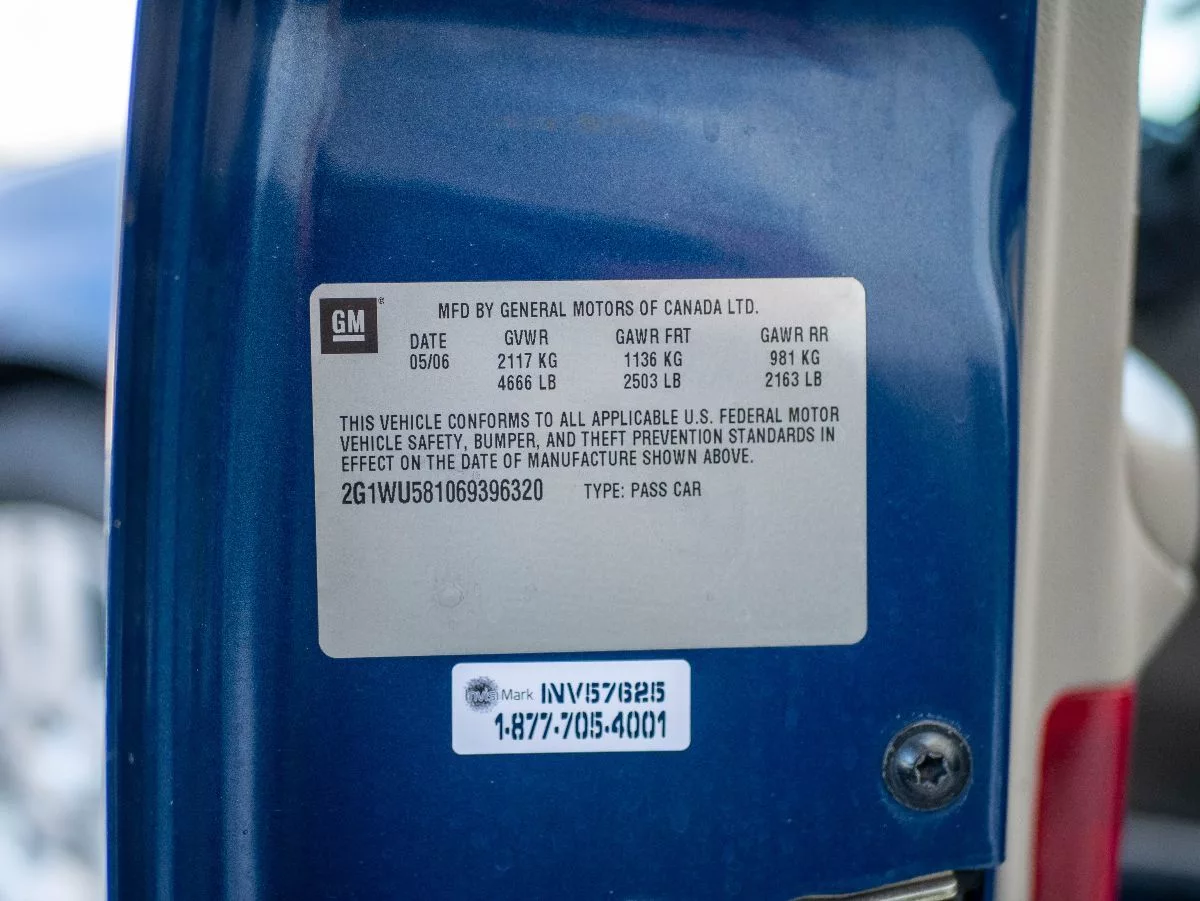 GM ®
MFD BY GENERAL MOTORS OF CANADA LTD.
DATE GVWR GAWR FRT GAWR RR
05/06 2117 KG 1136 KG 981 KG
4666 LB 2503 LB 2163 LB
THIS VEHICLE CONFORMS TO ALL APPLICABLE U.S. FEDERAL MOTOR
VEHICLE SAFETY, BUMPER, AND THEFT PREVENTION STANDARDS IN
EFFECT ON THE DATE OF MANUFACTURE SHOWN ABOVE.
2G1WU581069396320 TYPE: PASS CAR
Mark INV57625
1-877-705-4001